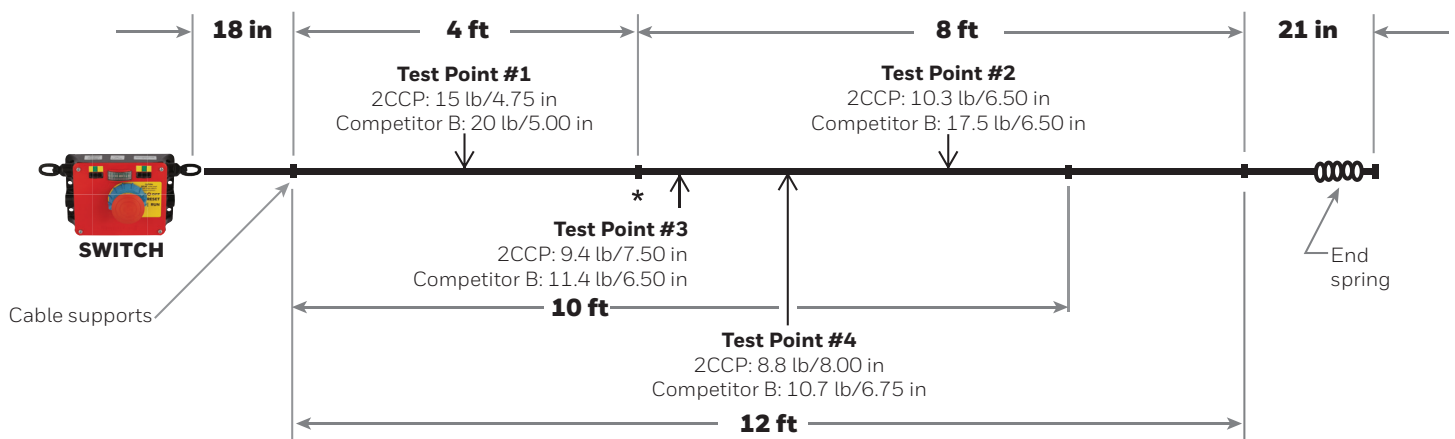 18 in
4 ft
8 ft
21 in
Test Point #1
2CCP: 15 lb/4.75 in
Competitor B: 20 lb/5.00 in
Test Point #2
2CCP: 10.3 lb/6.50 in
Competitor B: 17.5 lb/6.50 in
RESET
RUN
SWITCH
*
Test Point #3
2CCP: 9.4 lb/7.50 in
Competitor B: 11.4 lb/6.50 in
End
spring
Cable supports
10 ft
Test Point #4
2CCP: 8.8 lb/8.00 in
Competitor B: 10.7 lb/6.75 in
12 ft